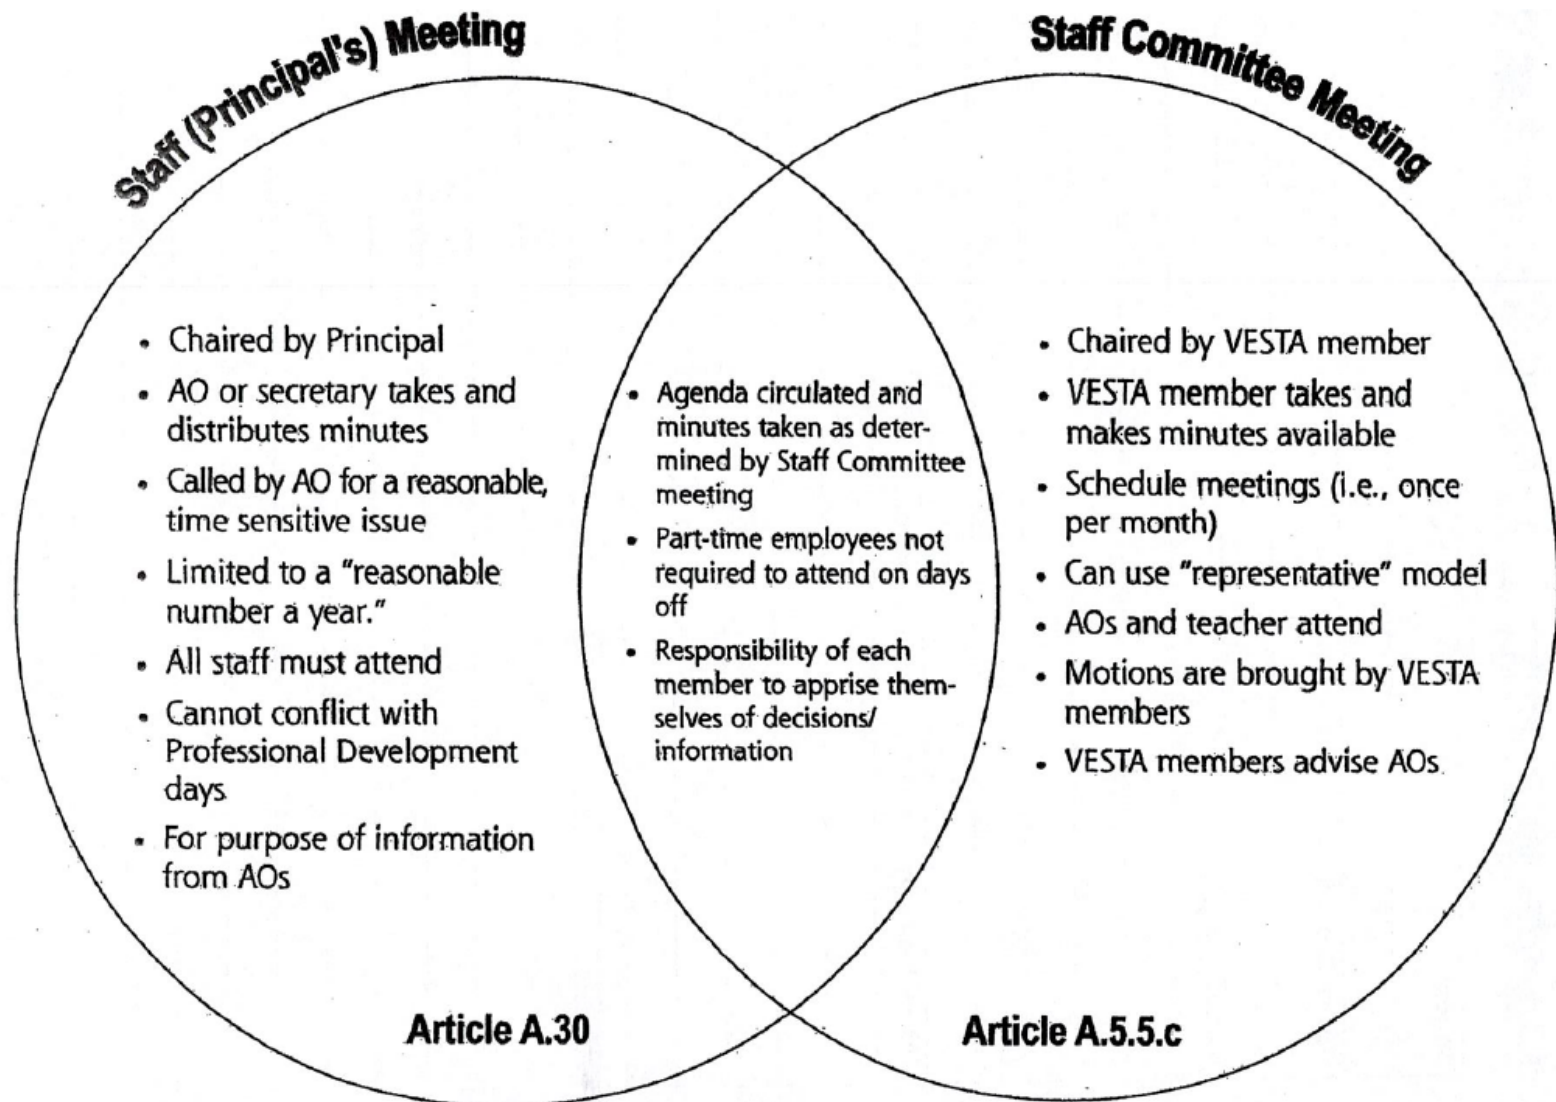 Staff (Principal's) Meeting
Staff Committee Meeting
• Chaired by Principal
• AO or secretary takes and
distributes minutes
• Called by AO for a reasonable,
time sensitive issue
• Limited to a "reasonable
number a year."
• All staff must attend
• Cannot conflict with
Professional Development
days
• For purpose of information
from AOs
• Agenda circulated and
minutes taken as deter-
mined by Staff Committee
meeting
• Part-time employees not
required to attend on days
off
• Responsibility of each
member to apprise them-
selves of decisions/
information
• Chaired by VESTA member
• VESTA member takes and
makes minutes available
• Schedule meetings (i.e., once
per month)
• Can use "representative" model
• AOs and teacher attend
• Motions are brought by VESTA
members
• VESTA members advise AOs
Article A.30
Article A.5.5.c